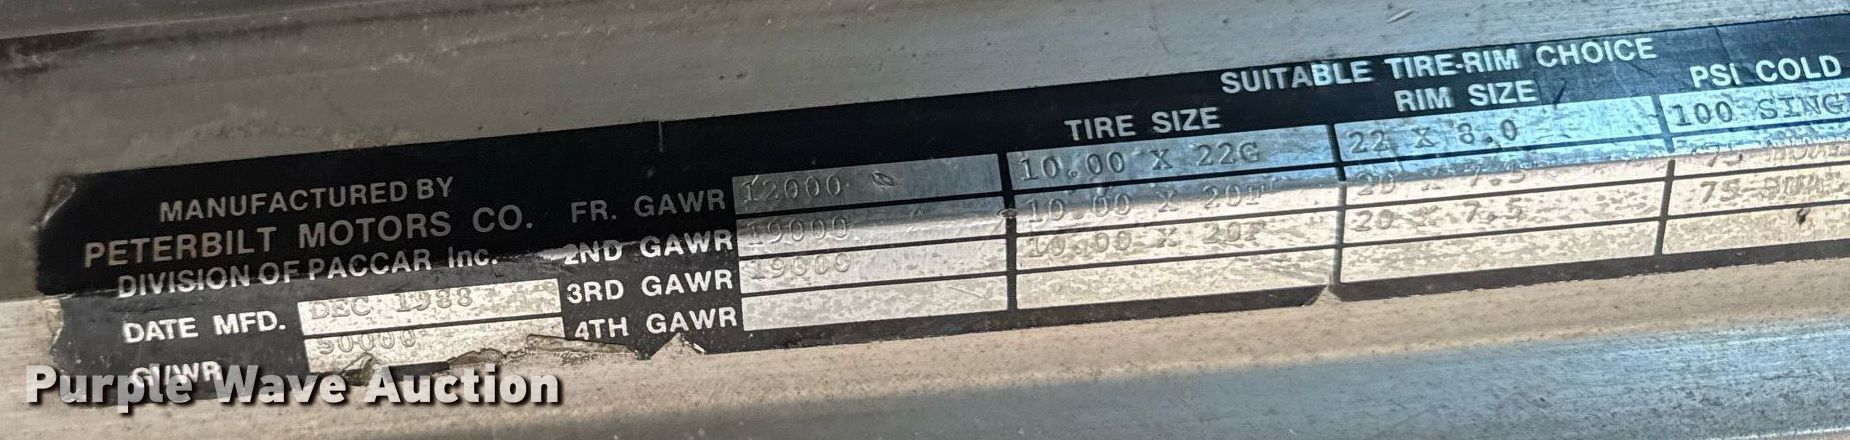 SUITABLE TIRE-RIM CHOICE
TIRE SIZE RIM SIZE PSI COLD
MANUFACTURED BY
PETERBILT MOTORS CO.
DIVISION OF PACCAR Inc.
FR. GAWR 12000 10.00 X 22G 22 X 8.0 100 SING
2ND GAWR 19000 10.00 X 20F 20 X 7.5 75
3RD GAWR 19000 10.00 X 20F 20 X 7.5 75 DUAL
4TH GAWR
DATE MFD. DEC 1988
GVWR 50000
Purple Wave Auction